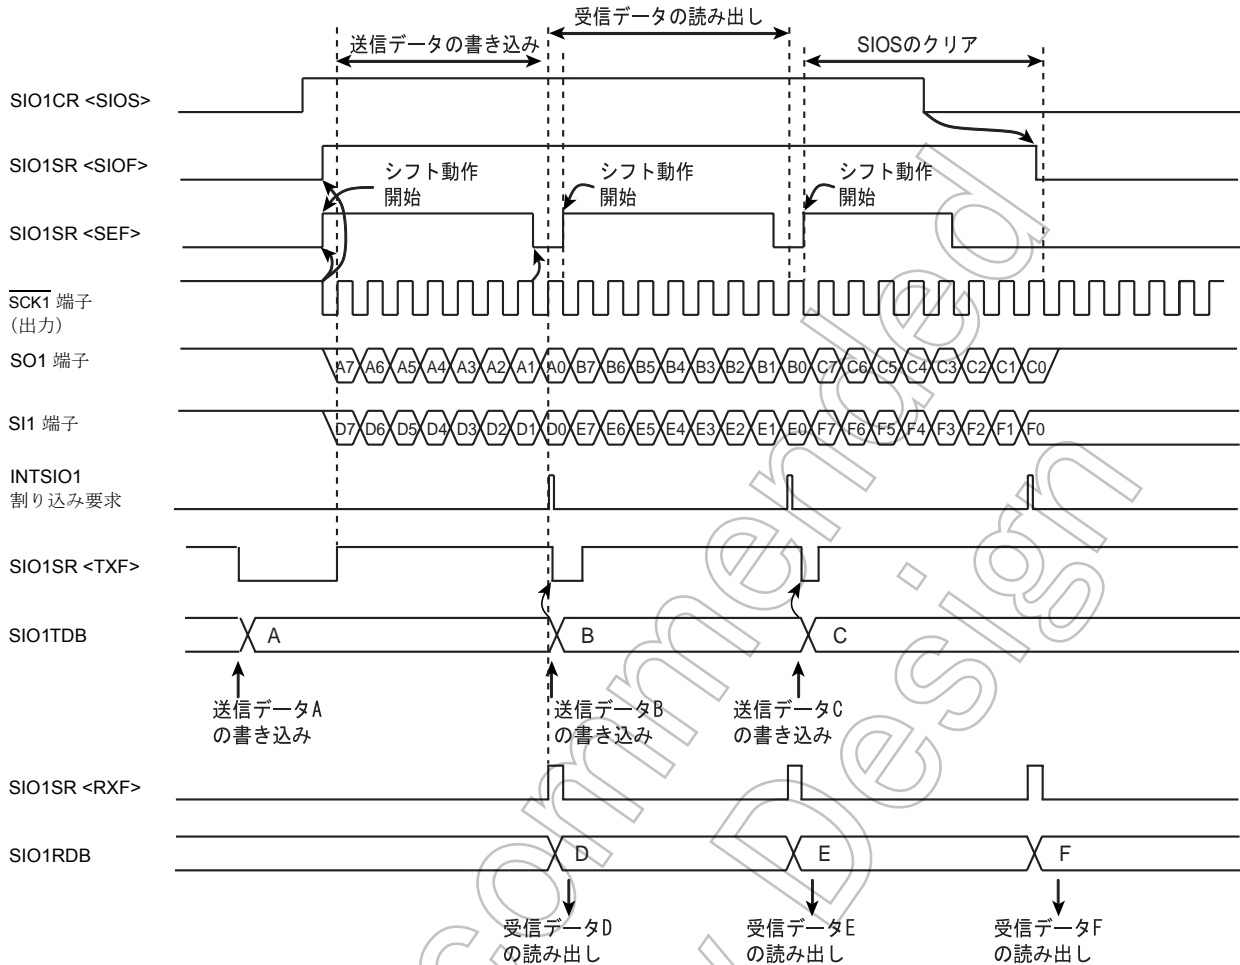 受信データの読み出し
送信データの書き込み
SIOSのクリア
SIO1CR <SIOS>
SIO1SR <SIOF>
シフト動作
開始
シフト動作
開始
シフト動作
開始
SIO1SR <SEF>
SCK1 端子
(出力)
SO1 端子
A7 A6 A5 A4 A3 A2 A1 A0 B7 B6 B5 B4 B3 B2 B1 B0 C7 C6 C5 C4 C3 C2 C1 C0
SI1 端子
D7 D6 D5 D4 D3 D2 D1 D0 E7 E6 E5 E4 E3 E2 E1 E0 F7 F6 F5 F4 F3 F2 F1 F0
INTSIO1
割り込み要求
SIO1SR <TXF>
SIO1TDB
A
B
C
送信データA
の書き込み
送信データB
の書き込み
送信データC
の書き込み
SIO1SR <RXF>
SIO1RDB
D
E
F
受信データD
の読み出し
受信データE
の読み出し
受信データF
の読み出し
commended
Design